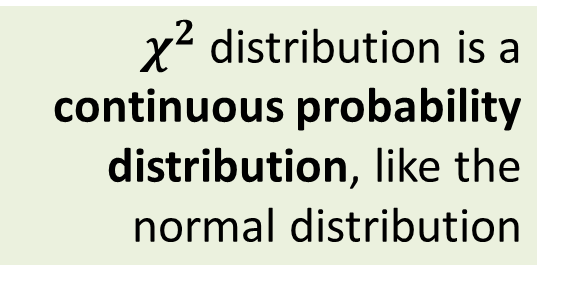 χ² distribution is a
continuous probability
distribution, like the
normal distribution